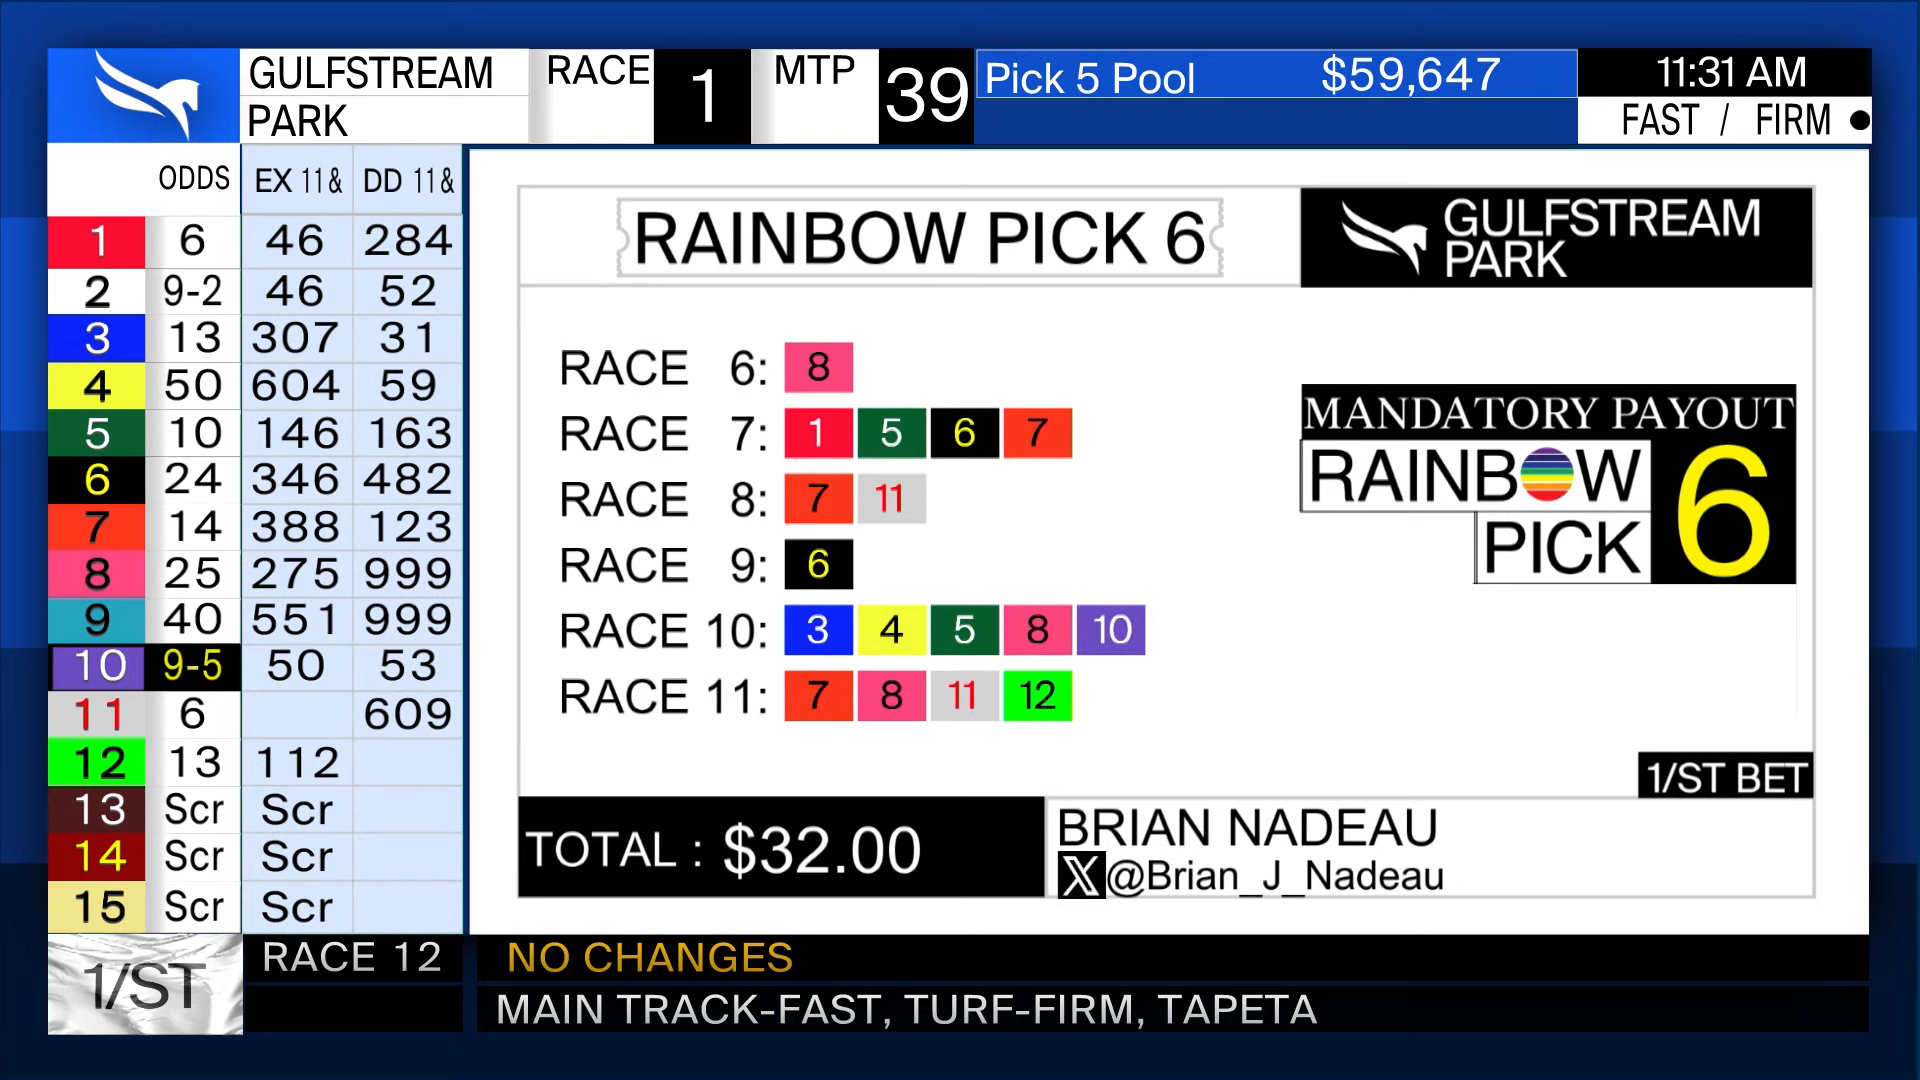 GULFSTREAM
PARK
RACE 1 MTP 39
Pick 5 Pool $59,647
11:31 AM
FAST / FIRM
ODDS EX 11& DD 11&
1 6 46 284
2 9-2 46 52
3 13 307 31
4 50 604 59
5 10 146 163
6 24 346 482
7 14 388 123
8 25 275 999
9 40 551 999
10 9-5 50 53
11 6 609
12 13 112
13 Scr Scr
14 Scr Scr
15 Scr Scr
RAINBOW PICK 6
GULFSTREAM
PARK
RACE 6: 8
RACE 7: 1 5 6 7
RACE 8: 7 11
RACE 9: 6
RACE 10: 3 4 5 8 10
RACE 11: 7 8 11 12
MANDATORY PAYOUT
RAINBOW
PICK 6
1/ST BET
TOTAL : $32.00
BRIAN NADEAU
X @Brian_J_Nadeau
1/ST
RACE 12 NO CHANGES
MAIN TRACK-FAST, TURF-FIRM, TAPETA